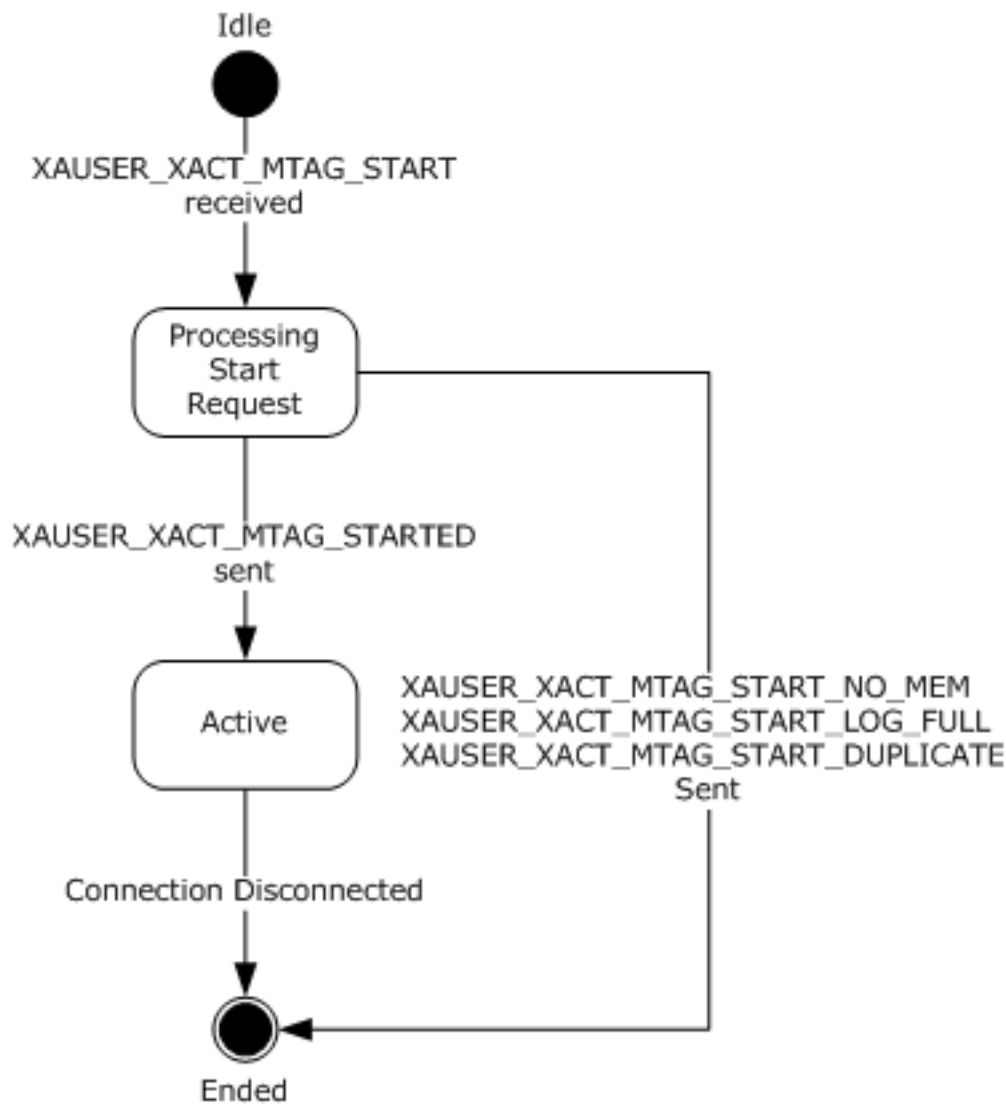 Idle
XAUSER_XACT_MTAG_START
received
Processing
Start
Request
XAUSER_XACT_MTAG_STARTED
sent
Active
XAUSER_XACT_MTAG_START_NO_MEM
XAUSER_XACT_MTAG_START_LOG_FULL
XAUSER_XACT_MTAG_START_DUPLICATE
Sent
Connection Disconnected
Ended